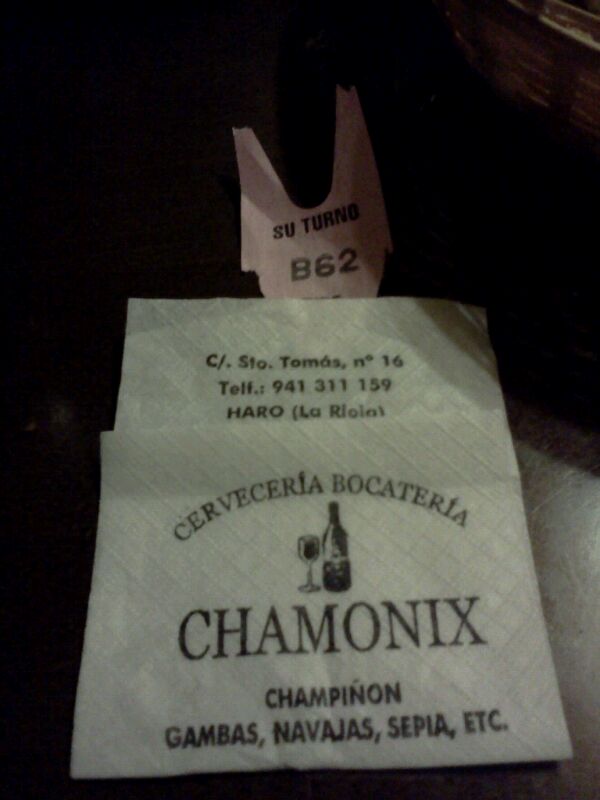 SU TURNO
B62
C/. Sto. Tomás, nº 16
Telf.: 941 311 159
HARO (La Rioja)
CERVECERÍA BOCATERÍA
CHAMONIX
CHAMPIÑON
GAMBAS, NAVAJAS, SEPIA, ETC.